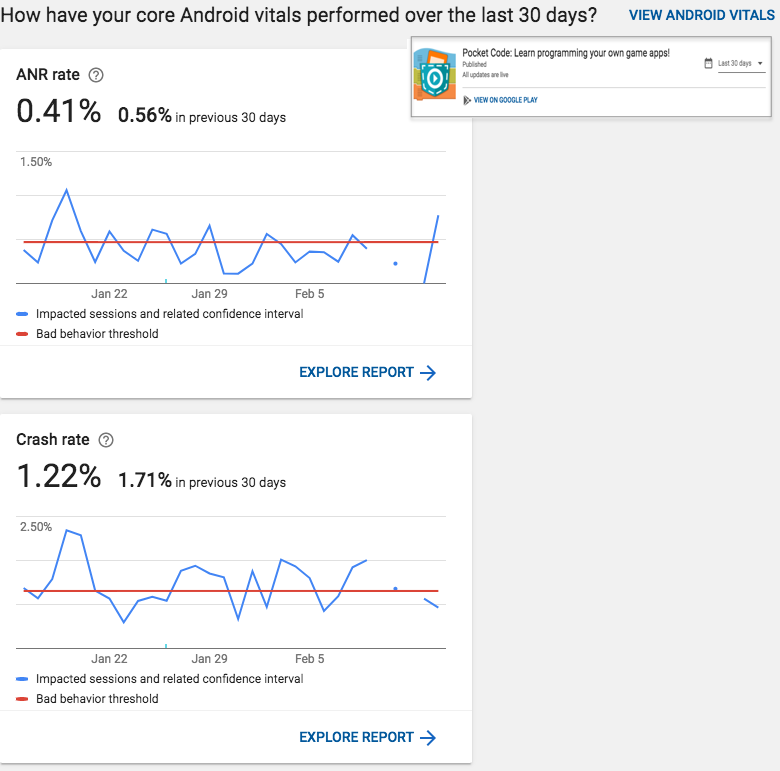 How have your core Android vitals performed over the last 30 days?
VIEW ANDROID VITALS
Pocket Code: Learn programming your own game apps!
Published
All updates are live
Last 30 days
VIEW ON GOOGLE PLAY
ANR rate ?
0.41% 0.56% in previous 30 days
1.50%
Jan 22 Jan 29 Feb 5
Impacted sessions and related confidence interval
Bad behavior threshold
EXPLORE REPORT
Crash rate ?
1.22% 1.71% in previous 30 days
2.50%
Jan 22 Jan 29 Feb 5
Impacted sessions and related confidence interval
Bad behavior threshold
EXPLORE REPORT